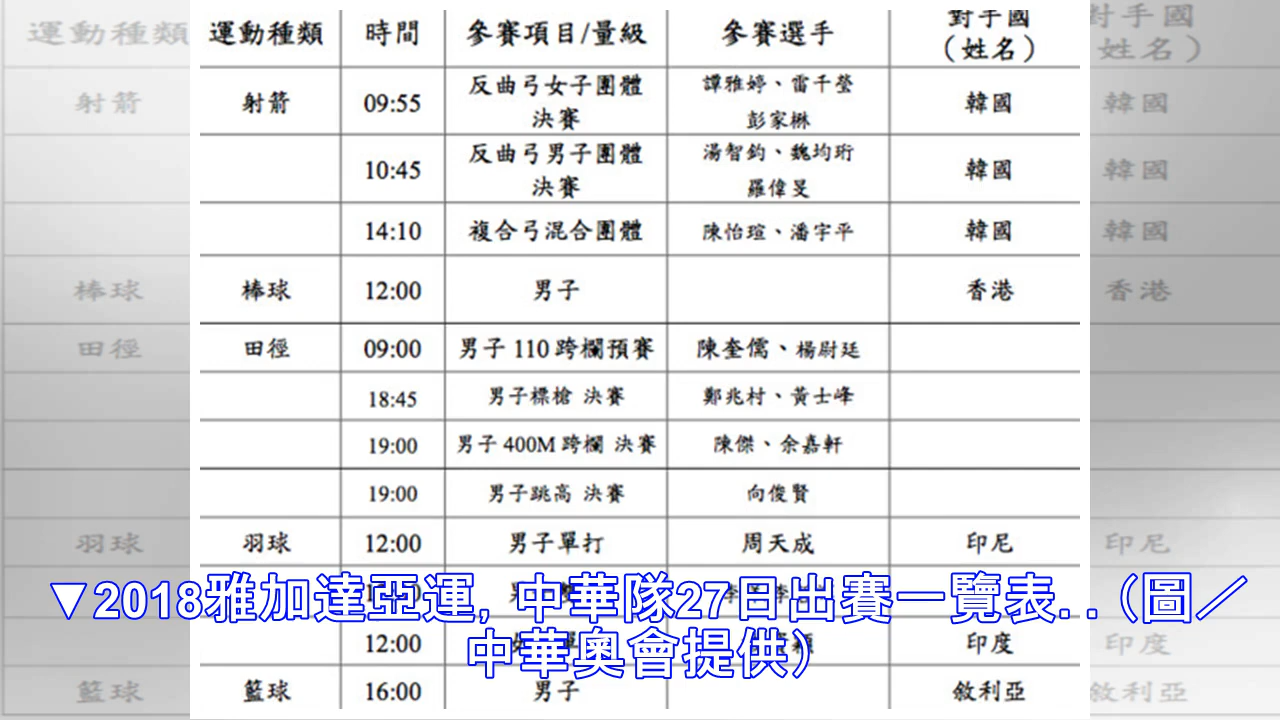 運動種類 時間 參賽項目/量級 參賽選手 對手國
（姓名）
射箭 09:55 反曲弓女子團體 譚雅婷、雷千瑩 韓國
決賽 彭家楙
10:45 反曲弓男子團體 湯智鈞、魏均珩 韓國
決賽 羅偉旻
14:10 複合弓混合團體 陳怡瑄、潘宇平 韓國
棒球 12:00 男子 香港
田徑 09:00 男子 110 跨欄預賽 陳奎儒、楊尉廷
18:45 男子標槍 決賽 鄭兆村、黃士峰
19:00 男子 400M 跨欄 決賽 陳傑、余嘉軒
19:00 男子跳高 決賽 向俊賢
羽球 12:00 男子單打 周天成 印尼
▼2018雅加達亞運,中華隊27日出賽一覽表..(圖／
中華奧會提供)
12:00 印度
籃球 16:00 男子 敘利亞